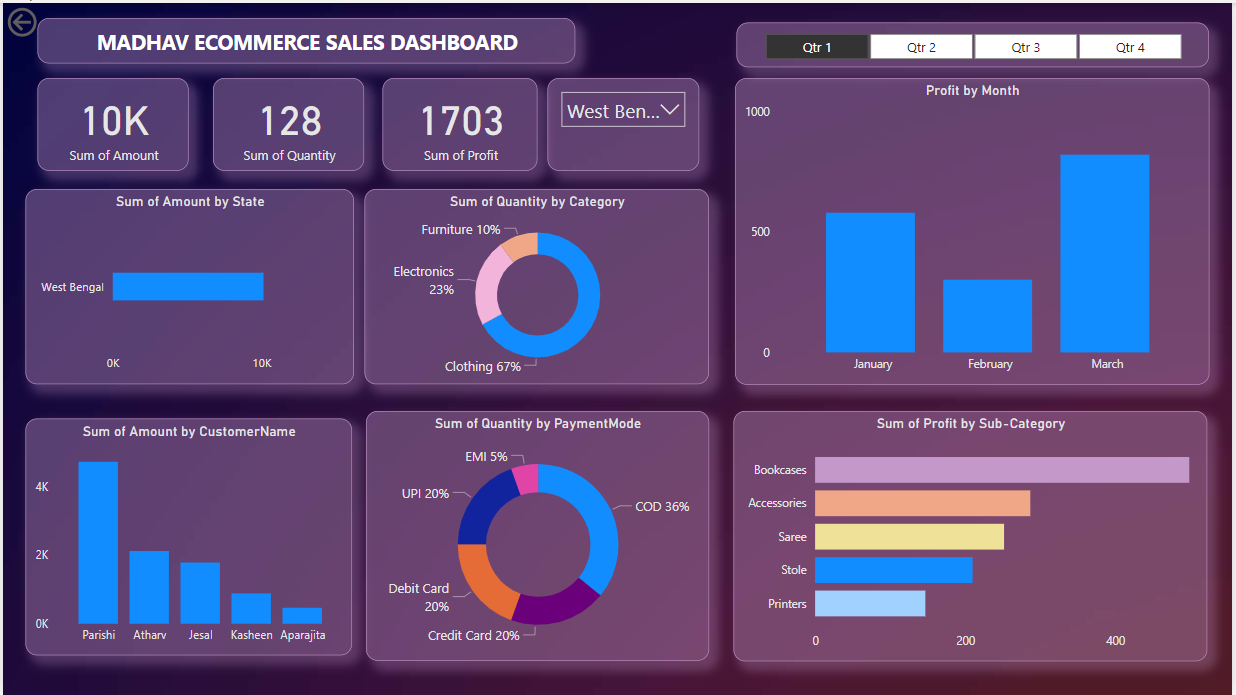 MADHAV ECOMMERCE SALES DASHBOARD
Qtr 1
Qtr 2
Qtr 3
Qtr 4
10K
Sum of Amount
128
Sum of Quantity
1703
Sum of Profit
West Ben...
Profit by Month
1000
500
0
January
February
March
Sum of Amount by State
West Bengal
0K
10K
Sum of Quantity by Category
Furniture 10%
Electronics
23%
Clothing 67%
Sum of Amount by CustomerName
4K
2K
0K
Parishi
Atharv
Jesal
Kasheen
Aparajita
Sum of Quantity by PaymentMode
EMI 5%
UPI 20%
COD 36%
Debit Card
20%
Credit Card 20%
Sum of Profit by Sub-Category
Bookcases
Accessories
Saree
Stole
Printers
0
200
400